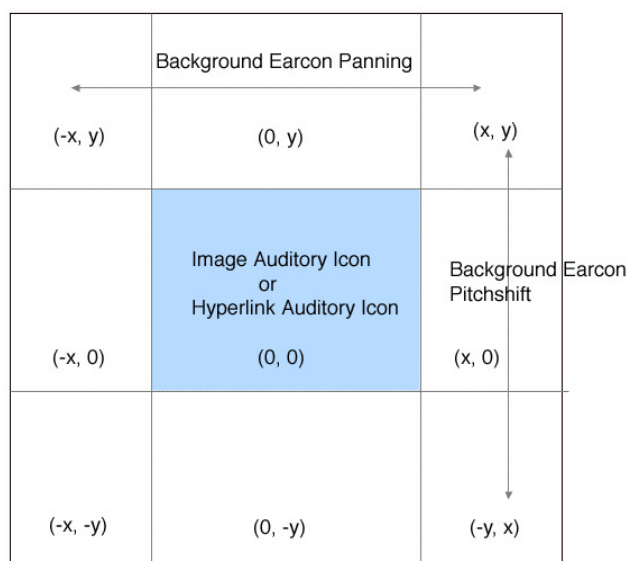 Background Earcon Panning
(-x, y)
(0, y)
(x, y)
Image Auditory Icon
or
Hyperlink Auditory Icon
Background Earcon
Pitchshift
(-x, 0)
(0, 0)
(x, 0)
(-x, -y)
(0, -y)
(-y, x)